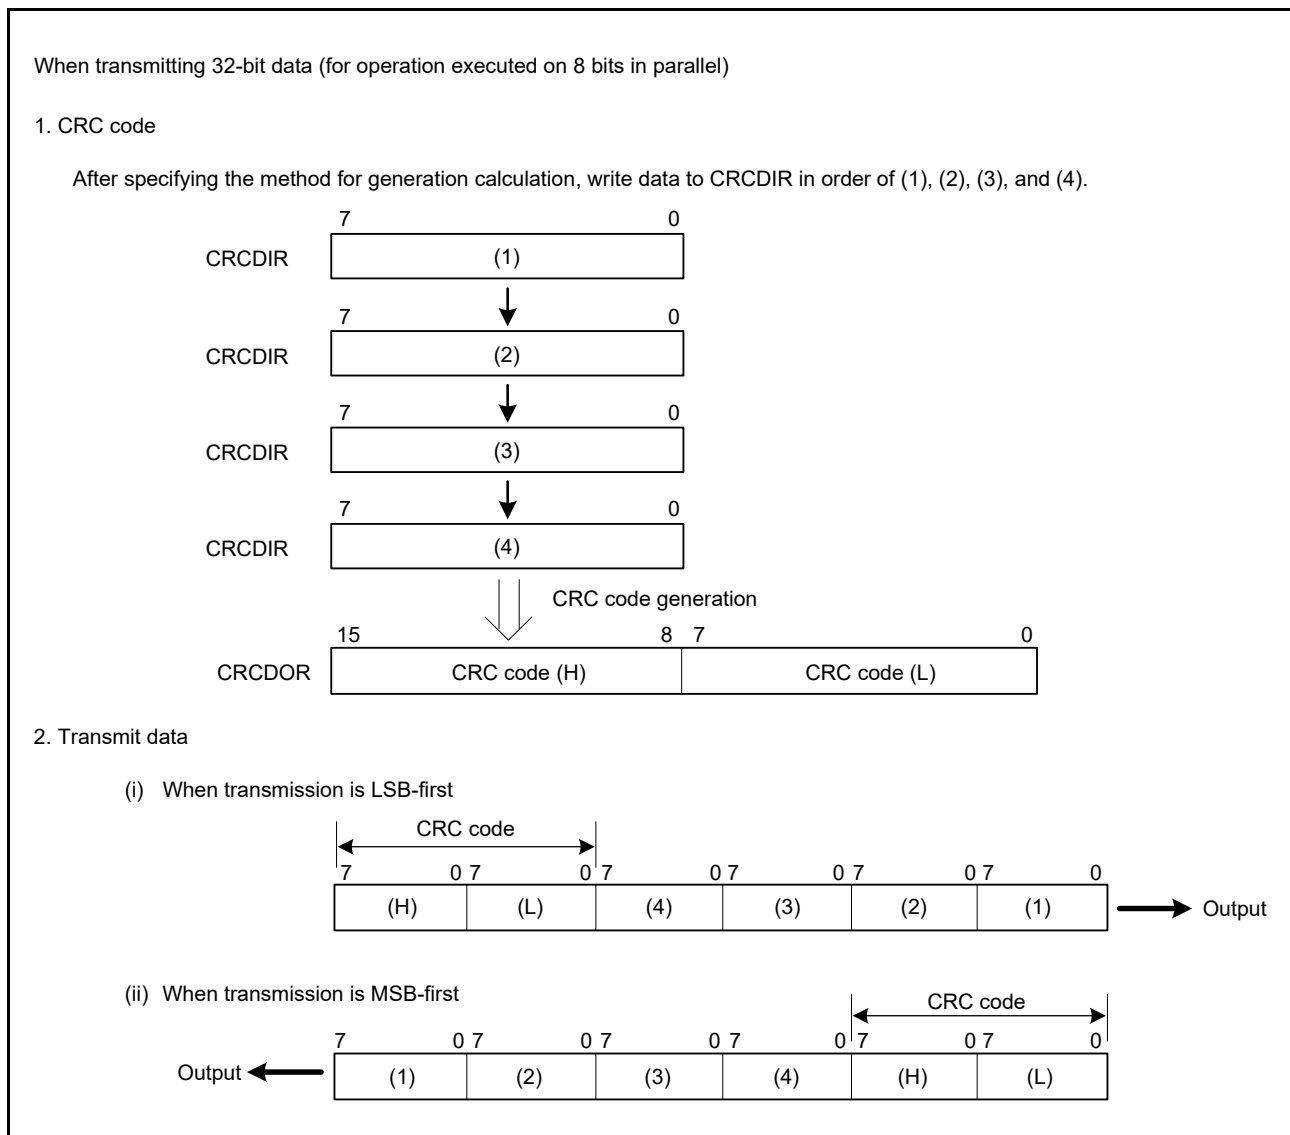 When transmitting 32-bit data (for operation executed on 8 bits in parallel)
1. CRC code
After specifying the method for generation calculation, write data to CRCDIR in order of (1), (2), (3), and (4).
7 0
CRCDIR (1)
7 0
CRCDIR (2)
7 0
CRCDIR (3)
7 0
CRCDIR (4)
CRC code generation
15 8 7 0
CRCDOR CRC code (H) CRC code (L)
2. Transmit data
(i) When transmission is LSB-first
CRC code
7 0 7 0 7 0 7 0 7 0 7 0
(H) (L) (4) (3) (2) (1) Output
(ii) When transmission is MSB-first
CRC code
7 0 7 0 7 0 7 0 7 0 7 0
Output (1) (2) (3) (4) (H) (L)